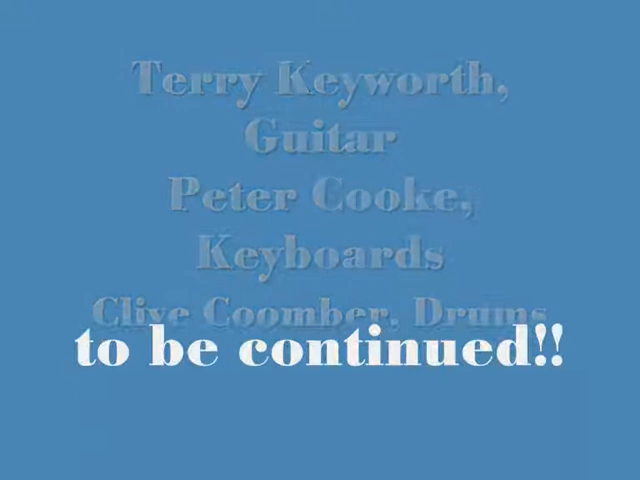 Terry Keyworth,
Guitar
Peter Cooke,
Keyboards
Clive Coomber, Drums
to be continued!!